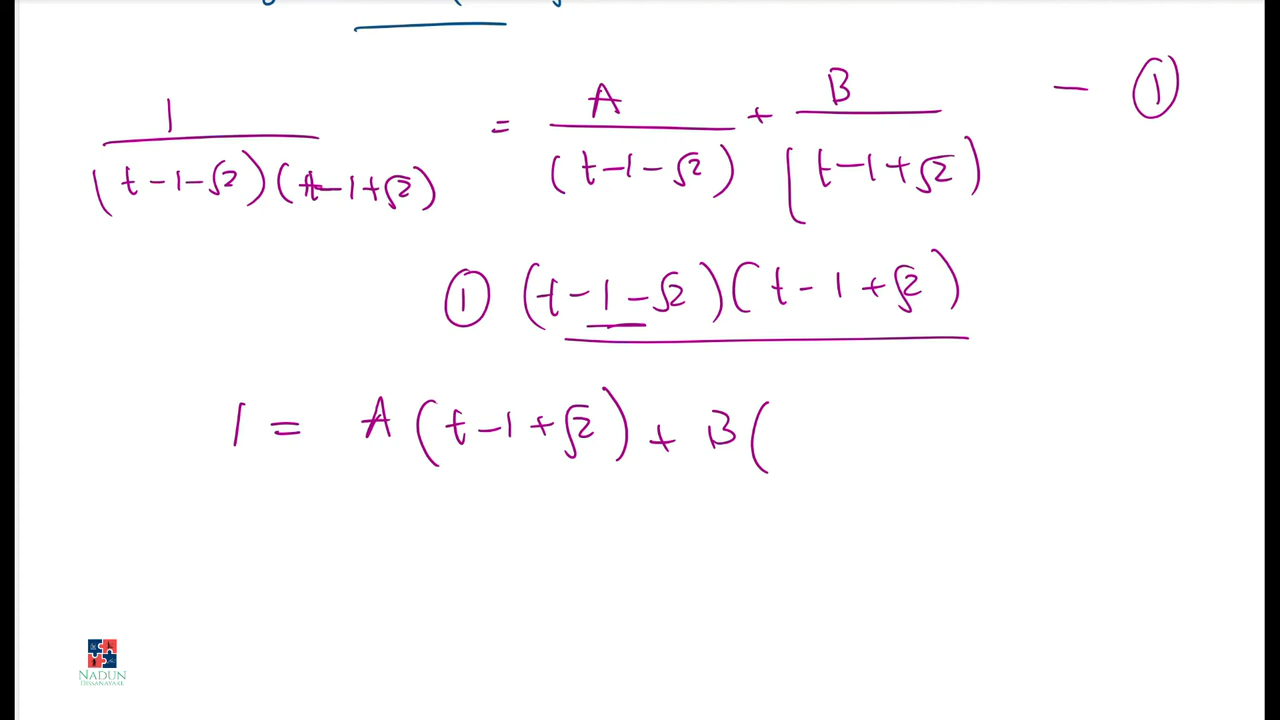 1 / (t-1-√2)(t-1+√2) = A / (t-1-√2) + B / (t-1+√2) — ①
① (t-1-√2)(t-1+√2)
1 = A(t-1+√2) + B(
NADUN
DISSANAYAKE